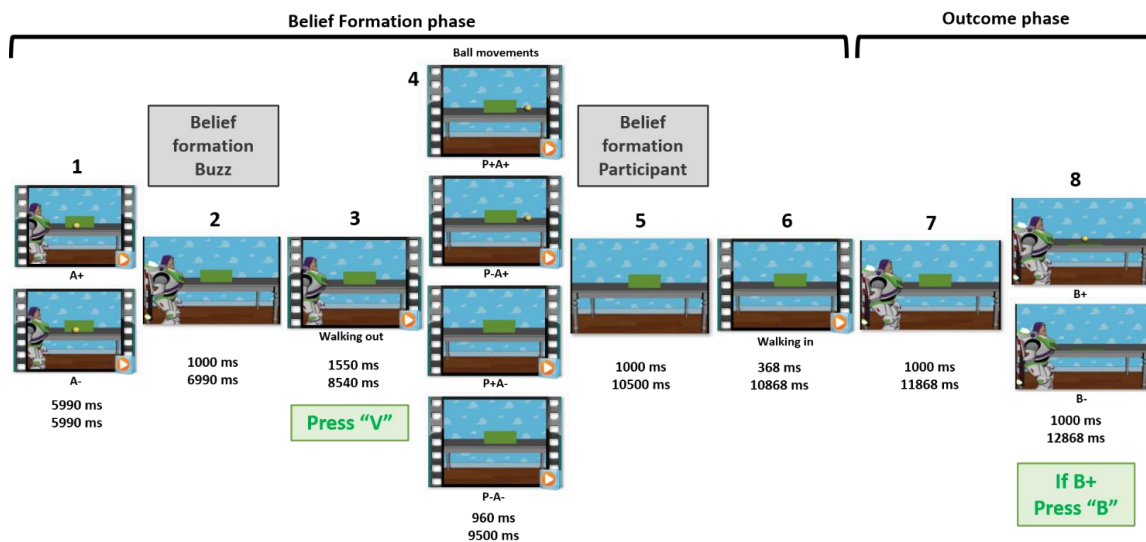 Belief Formation phase
Outcome phase
Ball movements
1
A+
A-
5990 ms
5990 ms
Belief
formation
Buzz
2
1000 ms
6990 ms
3
Walking out
1550 ms
8540 ms
Press “V”
4
P+A+
P-A+
P+A-
P-A-
960 ms
9500 ms
Belief
formation
Participant
5
1000 ms
10500 ms
6
Walking in
368 ms
10868 ms
7
1000 ms
11868 ms
8
B+
B-
1000 ms
12868 ms
If B+
Press “B”